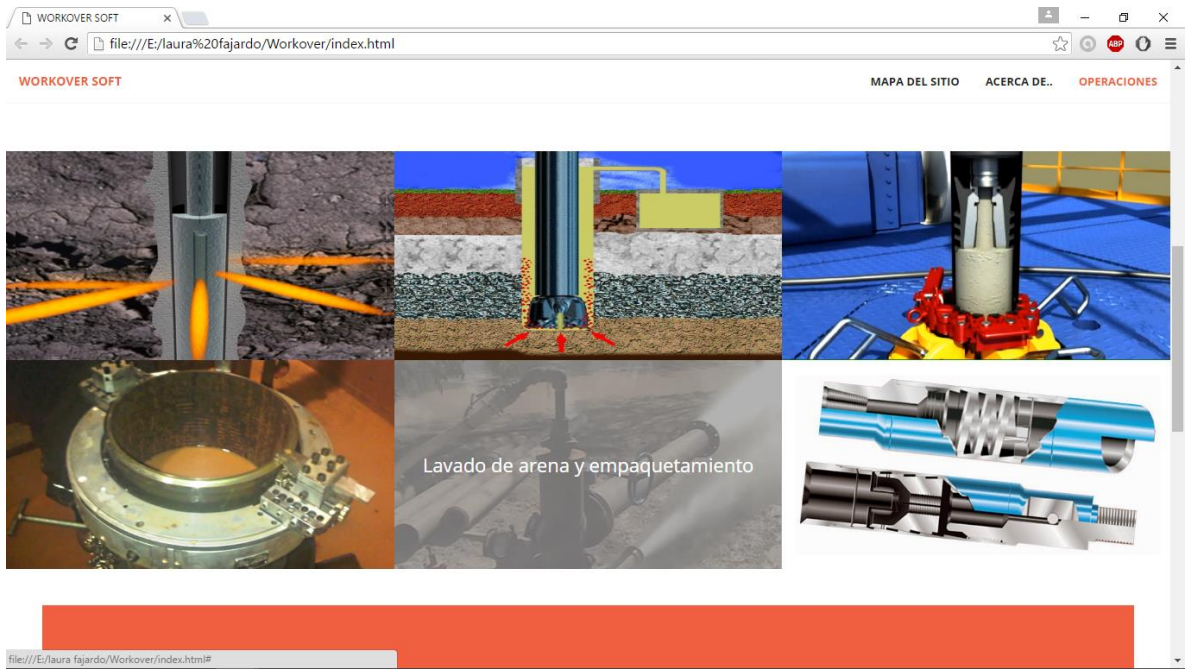 WORKOVER SOFT
file:///E:/laura%20fajardo/Workover/index.html
ABP
WORKOVER SOFT MAPA DEL SITIO ACERCA DE.. OPERACIONES
Lavado de arena y empaquetamiento
file:///E:/laura fajardo/Workover/index.html#